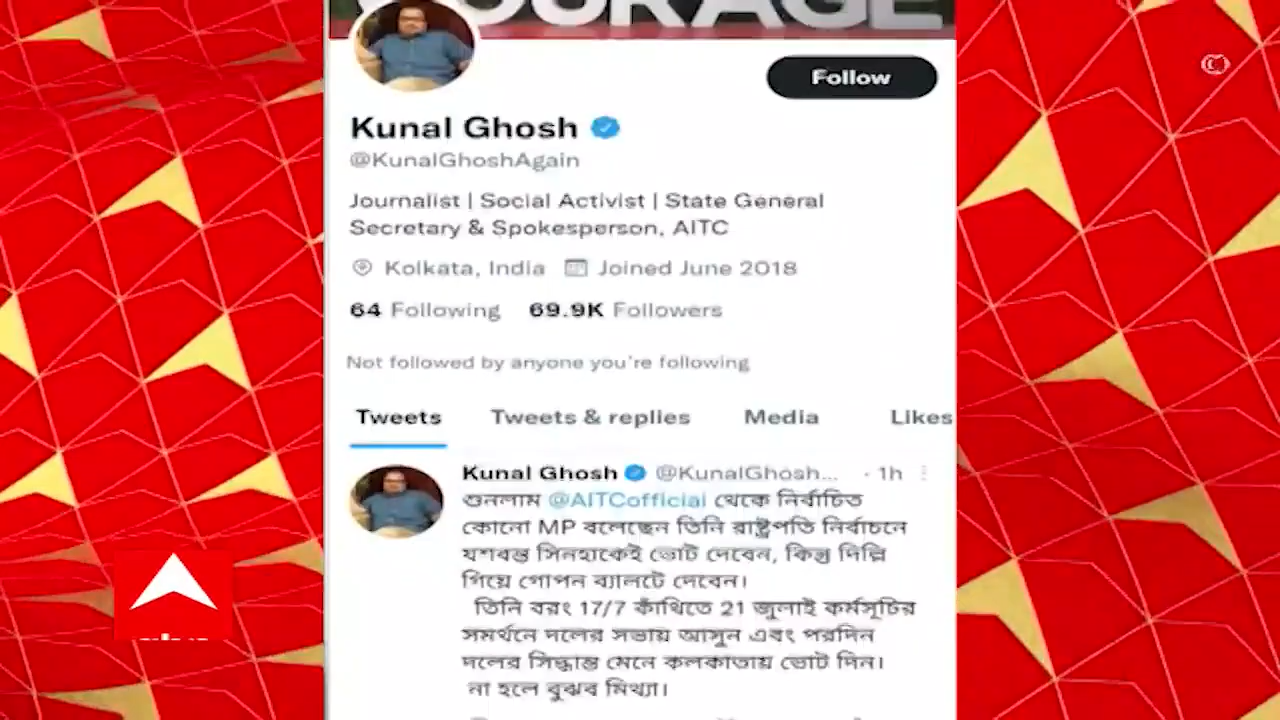 COURAGE
Follow
Kunal Ghosh
@KunalGhoshAgain
Journalist | Social Activist | State General
Secretary & Spokesperson, AITC
Kolkata, India Joined June 2018
64 Following 69.9K Followers
Not followed by anyone you're following
Tweets Tweets & replies Media Likes
Kunal Ghosh @KunalGhosh... · 1h
শুনলাম @AITCofficial থেকে নির্বাচিত
কোনো MP বলেছেন তিনি রাষ্ট্রপতি নির্বাচনে
যশবন্ত সিনহাকেই ভোট দেবেন, কিন্তু দিল্লি
গিয়ে গোপন ব্যালটে দেবেন।
তিনি বরং 17/7 কাঁথিতে 21 জুলাই কর্মসূচির
সমর্থনে দলের সভায় আসুন এবং পরদিন
দলের সিদ্ধান্ত মেনে কলকাতায় ভোট দিন।
না হলে বুঝব মিথ্যা।